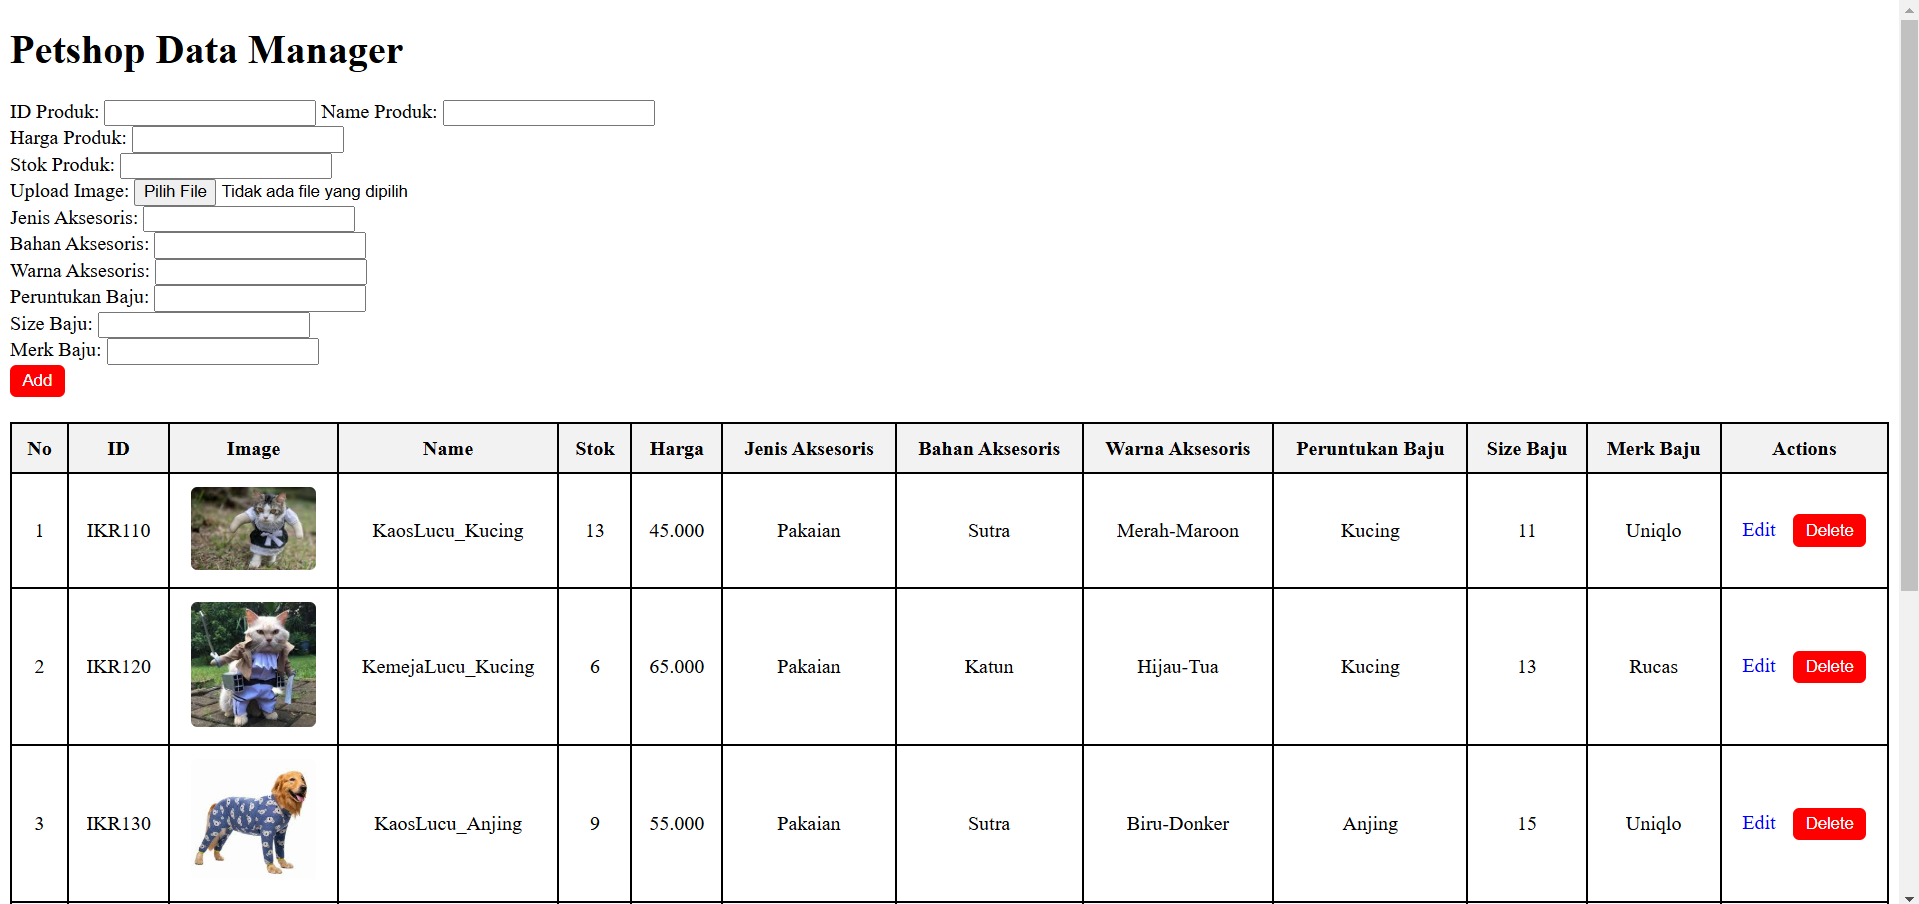 Petshop Data Manager
ID Produk: Name Produk:
Harga Produk:
Stok Produk:
Upload Image: Pilih File Tidak ada file yang dipilih
Jenis Aksesoris:
Bahan Aksesoris:
Warna Aksesoris:
Peruntukan Baju:
Size Baju:
Merk Baju:
Add
No ID Image Name Stok Harga Jenis Aksesoris Bahan Aksesoris Warna Aksesoris Peruntukan Baju Size Baju Merk Baju Actions
1 IKR110 KaosLucu_Kucing 13 45.000 Pakaian Sutra Merah-Maroon Kucing 11 Uniqlo Edit Delete
2 IKR120 KemejaLucu_Kucing 6 65.000 Pakaian Katun Hijau-Tua Kucing 13 Rucas Edit Delete
3 IKR130 KaosLucu_Anjing 9 55.000 Pakaian Sutra Biru-Donker Anjing 15 Uniqlo Edit Delete